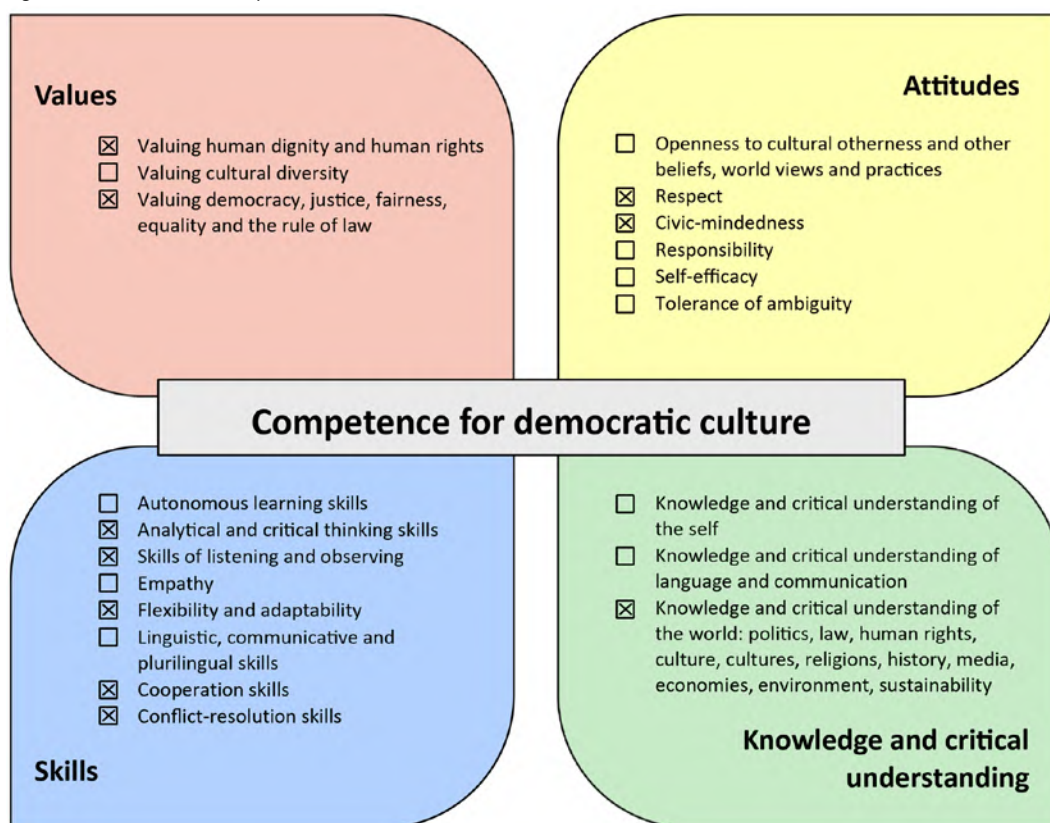 Values
☒ Valuing human dignity and human rights
☐ Valuing cultural diversity
☒ Valuing democracy, justice, fairness,
equality and the rule of law
Attitudes
☐ Openness to cultural otherness and other
beliefs, world views and practices
☒ Respect
☒ Civic-mindedness
☐ Responsibility
☐ Self-efficacy
☐ Tolerance of ambiguity
Competence for democratic culture
☐ Autonomous learning skills
☒ Analytical and critical thinking skills
☒ Skills of listening and observing
☐ Empathy
☒ Flexibility and adaptability
☐ Linguistic, communicative and
plurilingual skills
☒ Cooperation skills
☒ Conflict-resolution skills
Skills
☐ Knowledge and critical understanding of
the self
☐ Knowledge and critical understanding of
language and communication
☒ Knowledge and critical understanding of
the world: politics, law, human rights,
culture, cultures, religions, history, media,
economies, environment, sustainability
Knowledge and critical
understanding